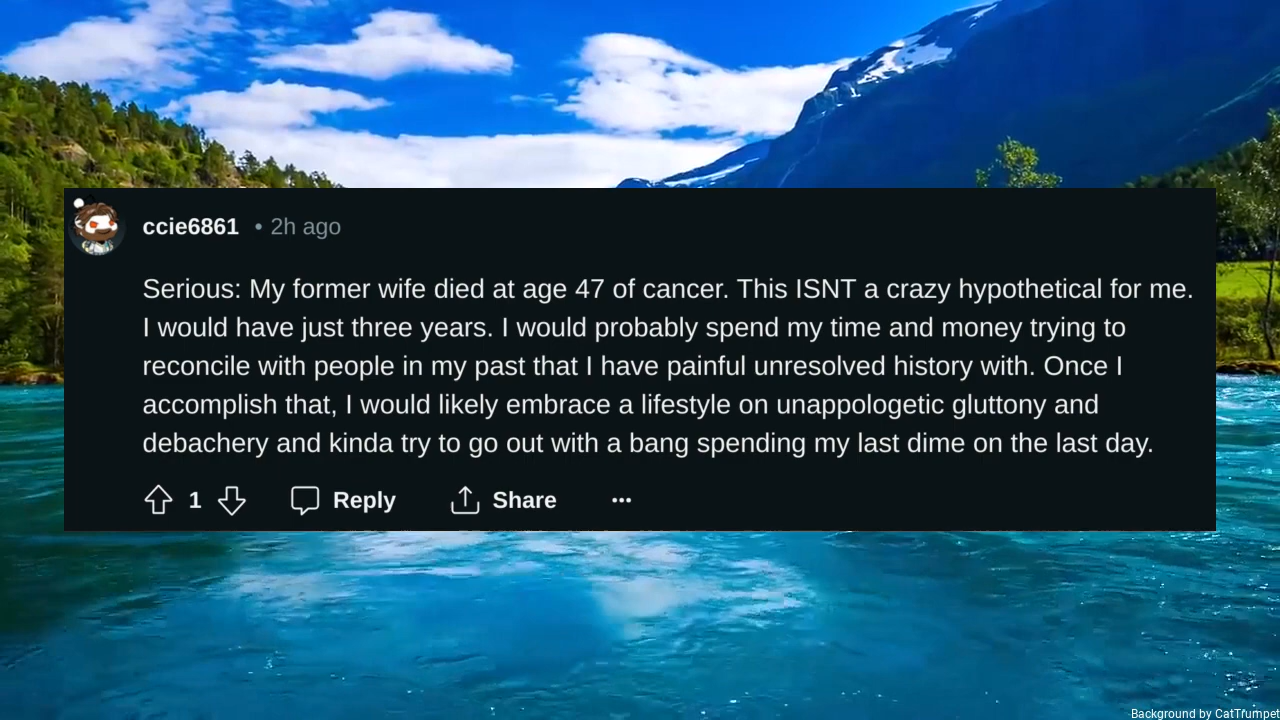 ccie6861 • 2h ago
Serious: My former wife died at age 47 of cancer. This ISNT a crazy hypothetical for me.
I would have just three years. I would probably spend my time and money trying to
reconcile with people in my past that I have painful unresolved history with. Once I
accomplish that, I would likely embrace a lifestyle on unappologetic gluttony and
debachery and kinda try to go out with a bang spending my last dime on the last day.
1 Reply Share ...
Background by CatTrumpet